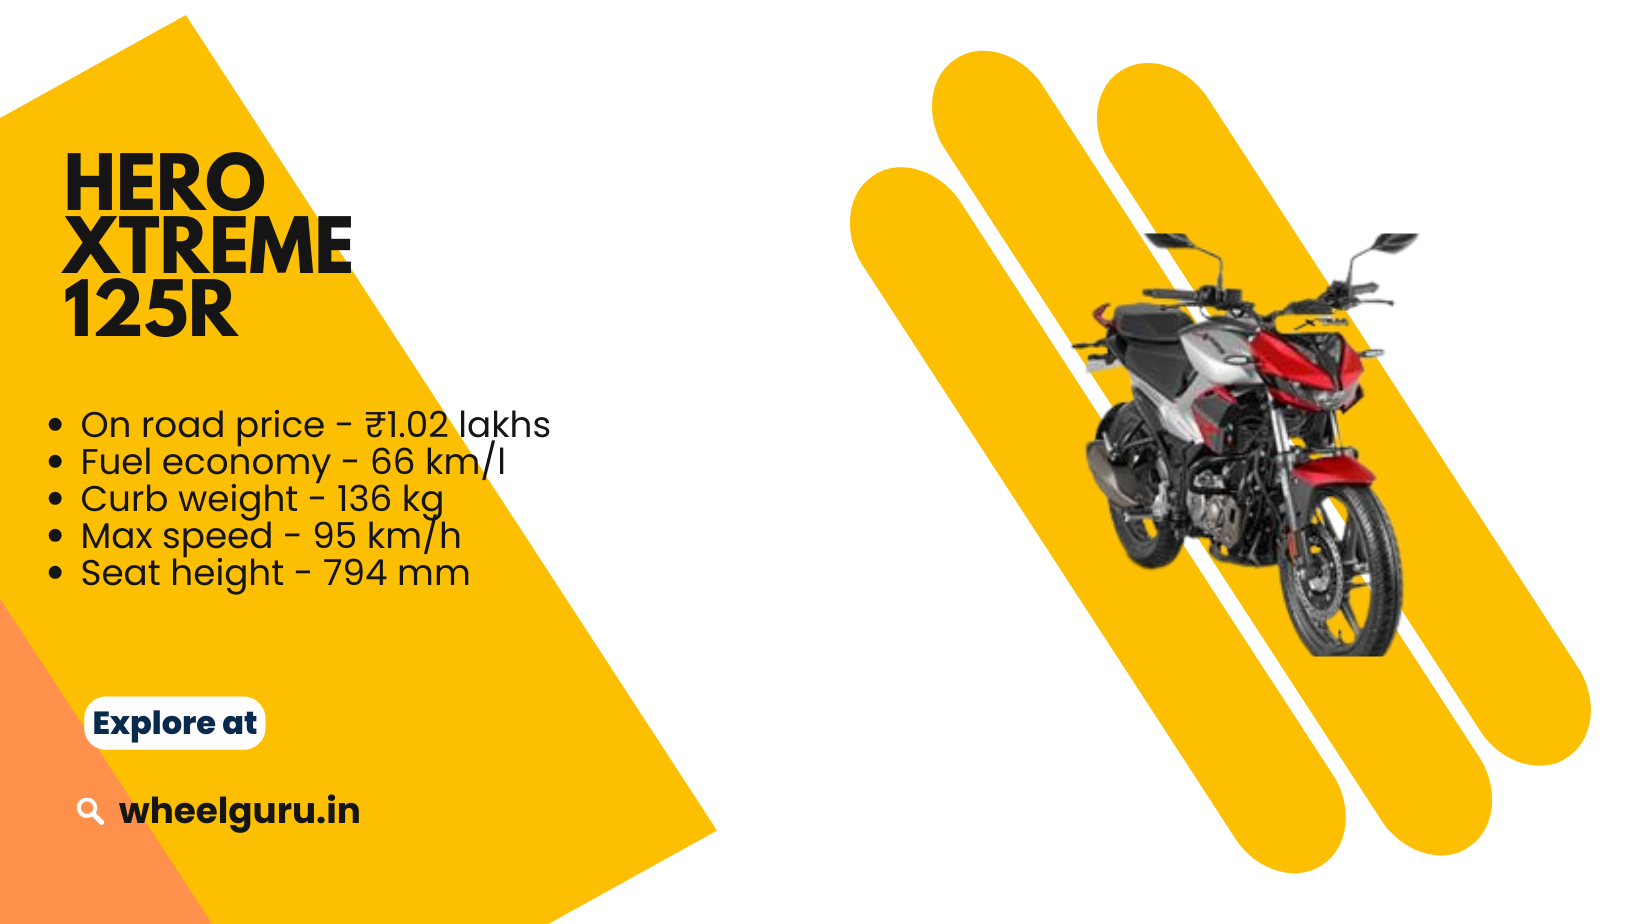 HERO
XTREME
125R
On road price - ₹1.02 lakhs
Fuel economy - 66 km/l
Curb weight - 136 kg
Max speed - 95 km/h
Seat height - 794 mm
Explore at
wheelguru.in
XTREME